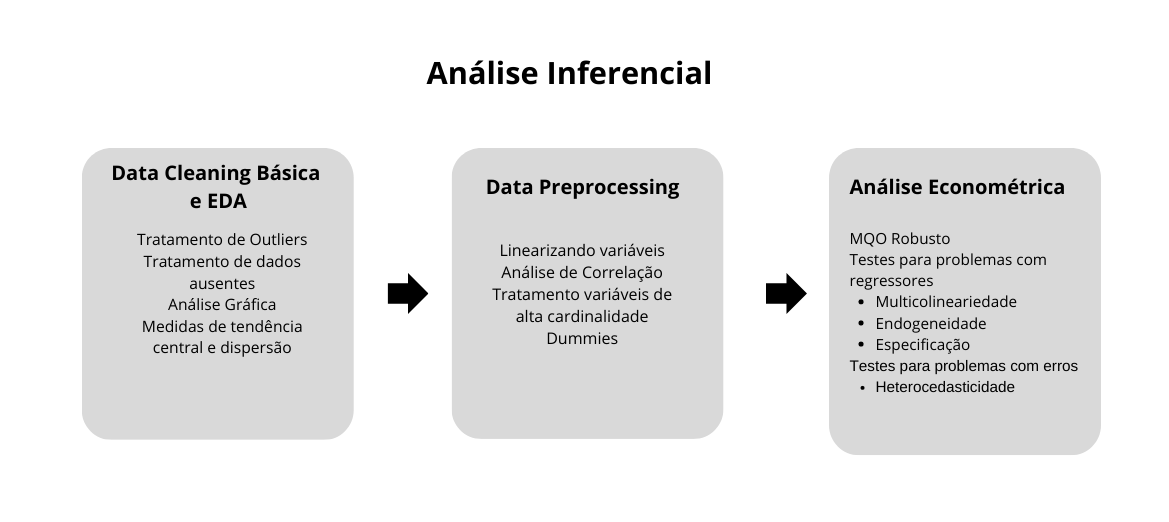 Análise Inferencial
Data Cleaning Básica
e EDA
Tratamento de Outliers
Tratamento de dados
ausentes
Análise Gráfica
Medidas de tendência
central e dispersão
Data Preprocessing
Linearizando variáveis
Análise de Correlação
Tratamento variáveis de
alta cardinalidade
Dummies
Análise Econométrica
MQO Robusto
Testes para problemas com
regressores
• Multicolineariedade
• Endogeneidade
• Especificação
Testes para problemas com erros
• Heterocedasticidade